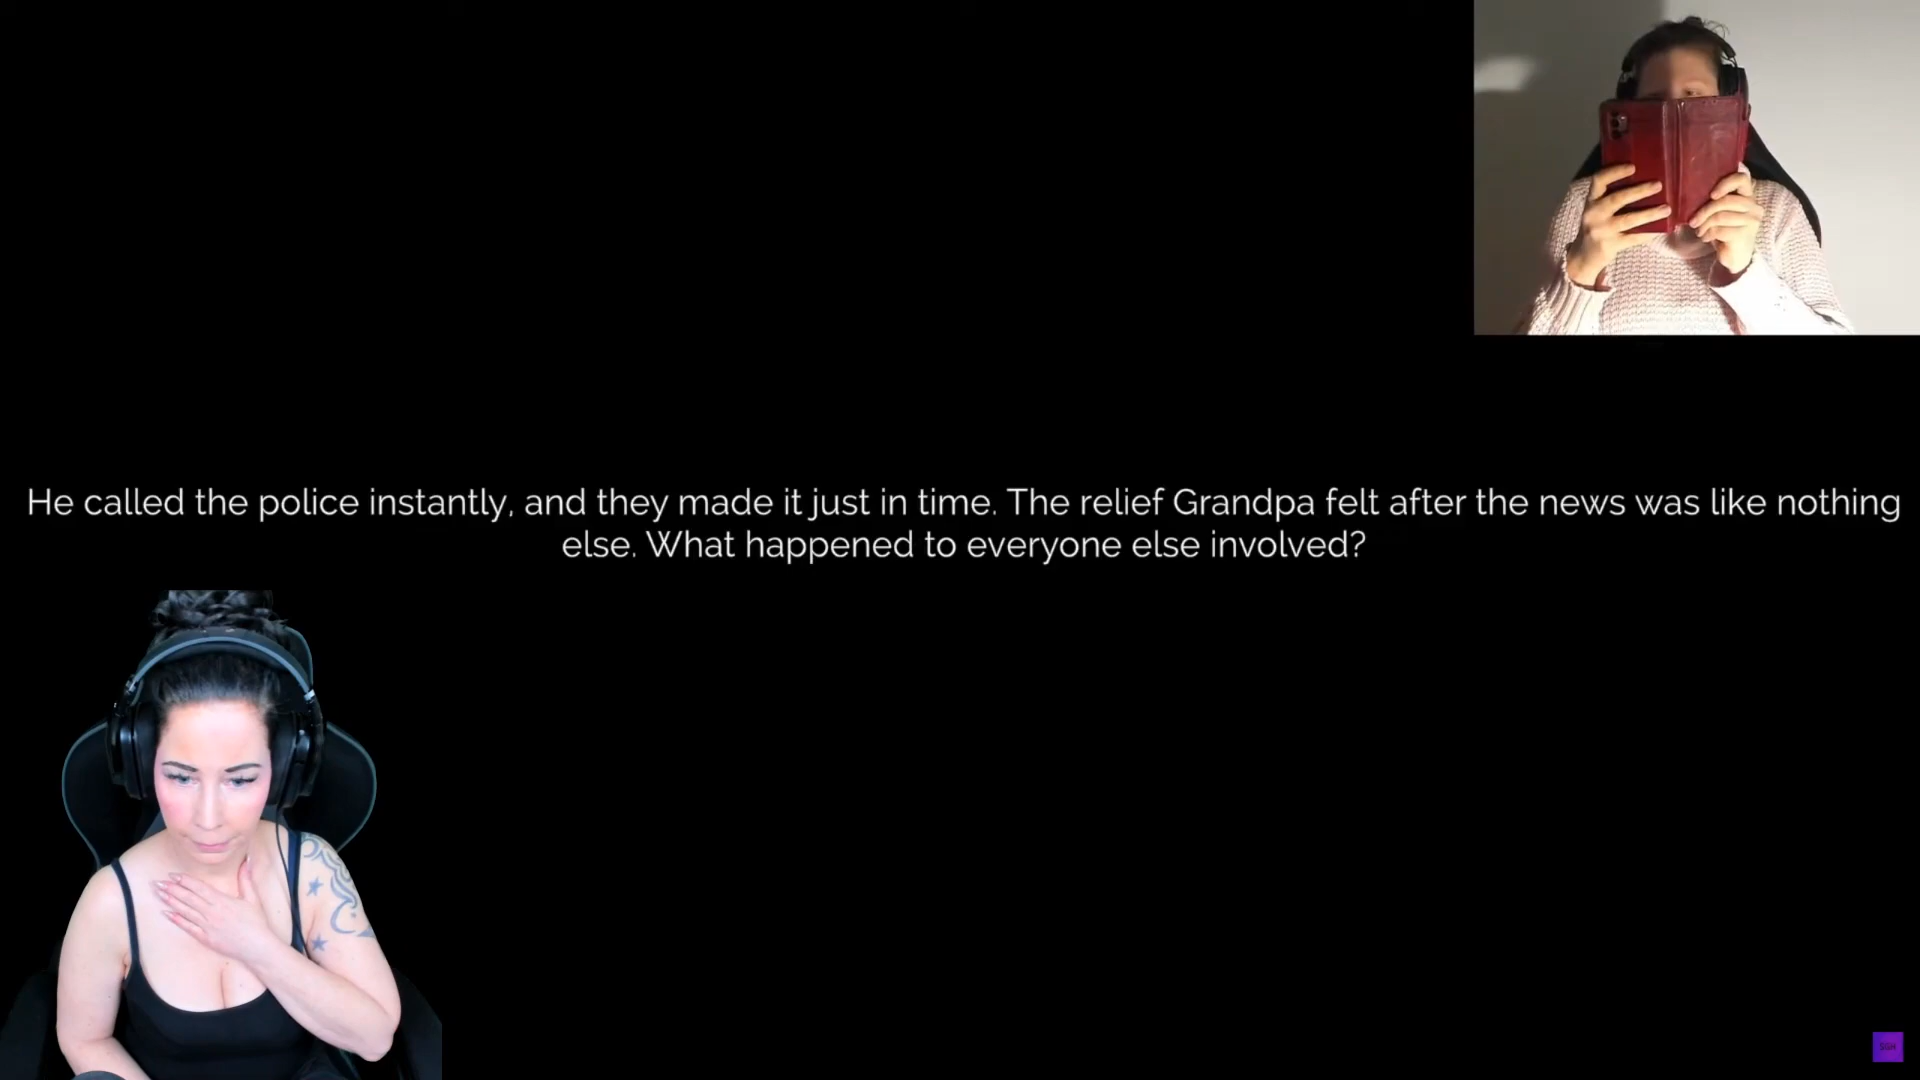 He called the police instantly, and they made it just in time. The relief Grandpa felt after the news was like nothing
else. What happened to everyone else involved?
SGH